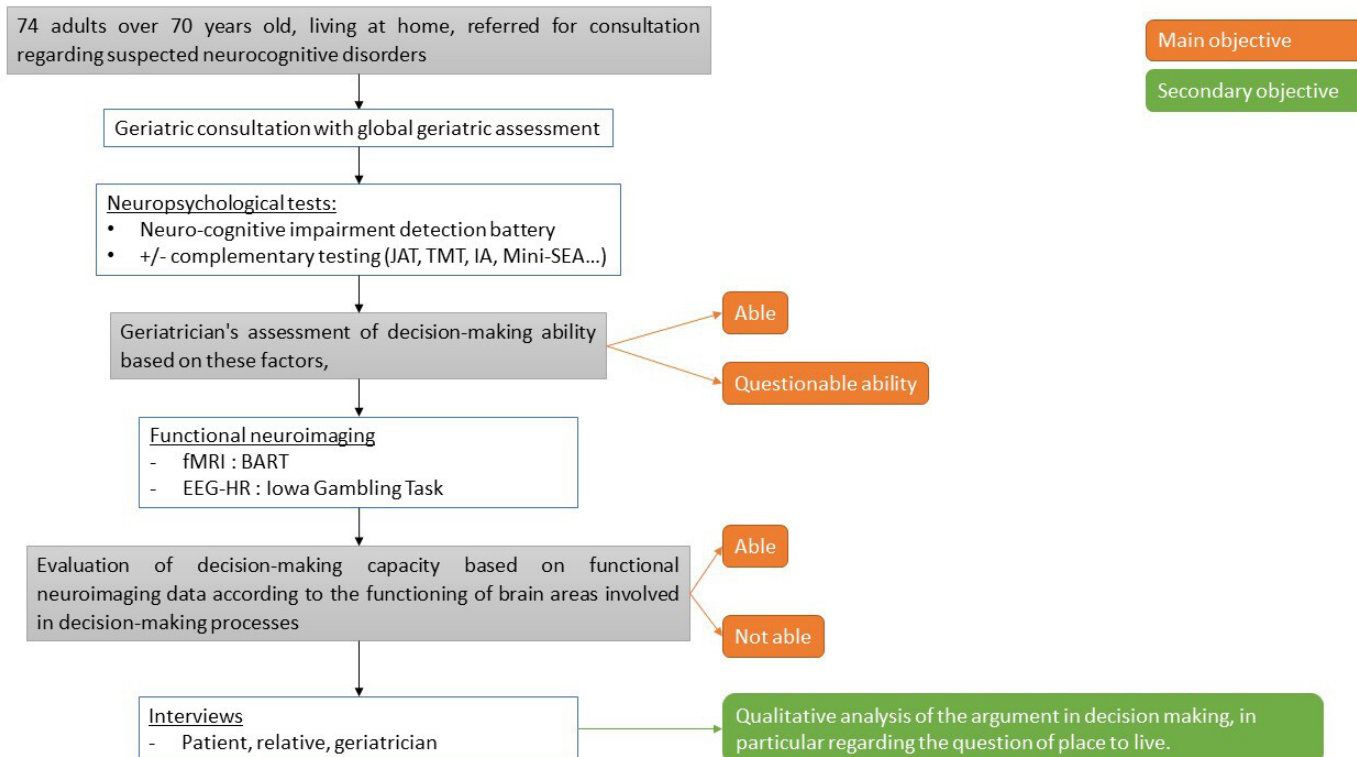 74 adults over 70 years old, living at home, referred for consultation
regarding suspected neurocognitive disorders
Main objective
Secondary objective
Geriatric consultation with global geriatric assessment
Neuropsychological tests:
• Neuro-cognitive impairment detection battery
• +/- complementary testing (JAT, TMT, IA, Mini-SEA...)
Geriatrician's assessment of decision-making ability
based on these factors,
Able
Questionable ability
Functional neuroimaging
- fMRI : BART
- EEG-HR : Iowa Gambling Task
Evaluation of decision-making capacity based on functional
neuroimaging data according to the functioning of brain areas involved
in decision-making processes
Able
Not able
Interviews
- Patient, relative, geriatrician
Qualitative analysis of the argument in decision making, in
particular regarding the question of place to live.